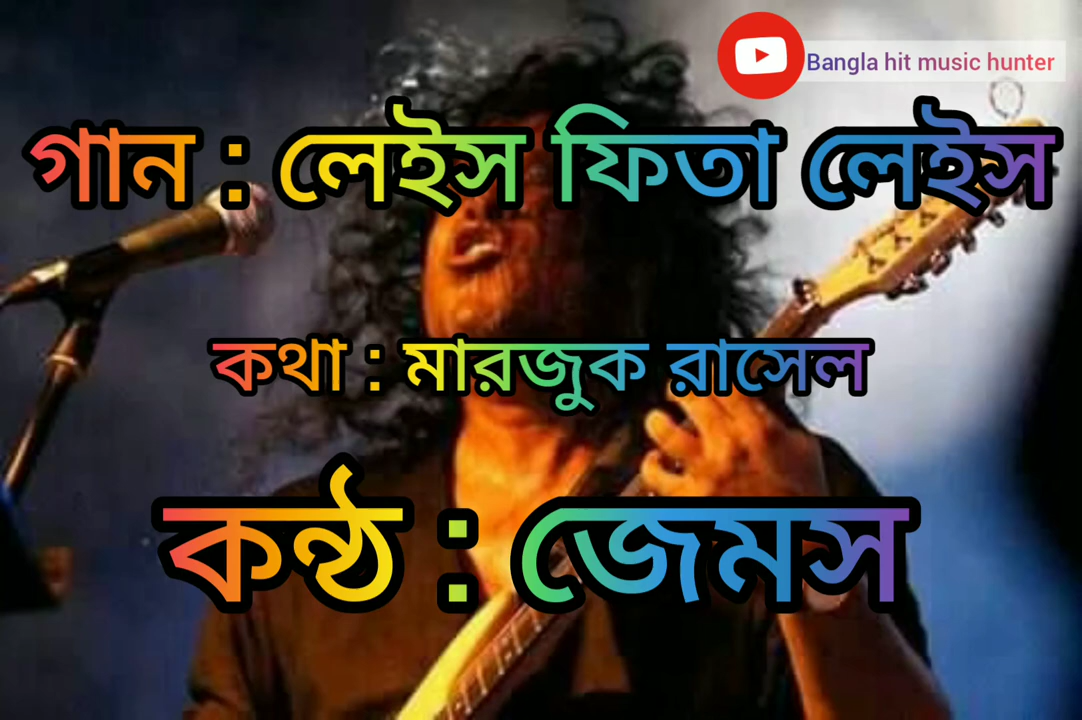 Bangla hit music hunter
গান : লেইস ফিতা লেইস
কথা : মারজুক রাসেল
কন্ঠ : জেমস